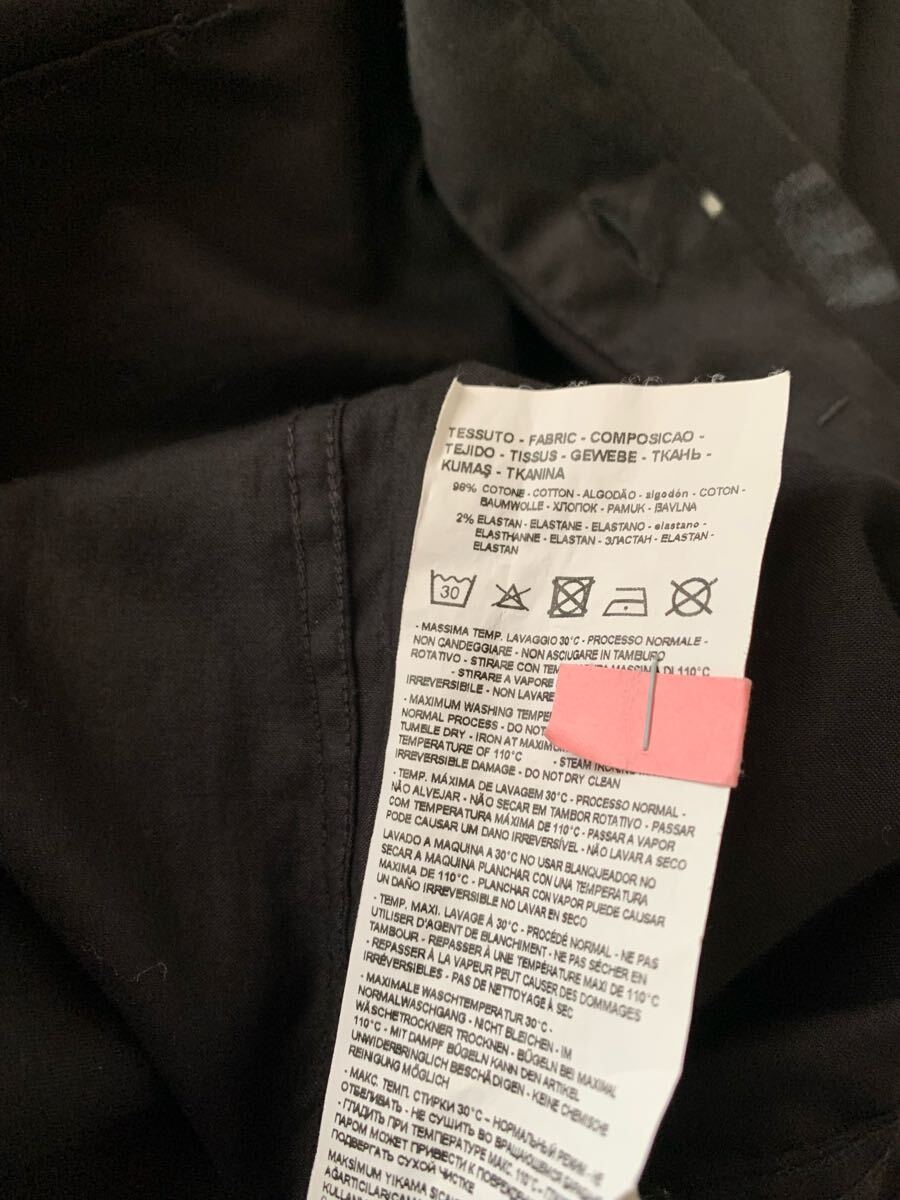 TESSUTO - FABRIC - COMPOSICAO -
TEJIDO - TISSUS - GEWEBE - ТКАНЬ -
KUMAŞ - TKANINA
98% COTONE - COTTON - ALGODÃO - algodón - COTON -
BAUMWOLLE - ХЛОПОК - PAMUK - BAVLNA
2% ELASTAN - ELASTANE - ELASTANO - elastano -
ELASTHANNE - ELASTAN - ЭЛАСТАН - ELASTAN -
ELASTAN
30
- MASSIMA TEMP. LAVAGGIO 30°C - PROCESSO NORMALE -
NON CANDEGGIARE - NON ASCIUGARE IN TAMBURO
ROTATIVO - STIRARE CON DI 110°C
- STIRARE A VAPORE
IRREVERSIBILE - NON LAVARE
- MAXIMUM WASHING
NORMAL PROCESS - DO NOT
TUMBLE DRY - IRON AT
TEMPERATURE OF 110°C - STEAM
IRREVERSIBLE DAMAGE - DO NOT DRY CLEAN
- TEMP. MÁXIMA DE LAVAGEM 30°C - PROCESSO NORMAL -
NÃO ALVEJAR - NÃO SECAR EM TAMBOR ROTATIVO - PASSAR
COM TEMPERATURA MÁXIMA DE 110°C - PASSAR A VAPOR
PODE CAUSAR UM DANO IRREVERSÍVEL - NÃO LAVAR A SECO
LAVADO A MAQUINA A 30°C NO USAR BLANQUEADOR NO
SECAR A MAQUINA PLANCHAR CON UNA TEMPERATURA
MAXIMA DE 110°C - PLANCHAR CON VAPOR PUEDE CAUSAR
UN DAÑO IRREVERSIBLE NO LAVAR EN SECO
- TEMP. MAXI. LAVAGE À 30°C - PROCÉDÉ NORMAL - NE PAS
UTILISER D'AGENT DE BLANCHIMENT - NE PAS SÉCHER EN
TAMBOUR - REPASSER À UNE TEMPÉRATURE MAXI DE 110°C
- REPASSER À LA VAPEUR PEUT CAUSER DES DOMMAGES
IRRÉVERSIBLES - PAS DE NETTOYAGE À SEC
- MAXIMALE WASCHTEMPERATUR 30°C -
NORMALWASCHGANG - NICHT BLEICHEN - IM
WÄSCHETROCKNER TROCKNEN - BÜGELN BEI MAXIMAL
110°C - MIT DAMPF BÜGELN KANN DEN ARTIKEL
UNWIDERBRINGLICH BESCHÄDIGEN - KEINE CHEMISCHE
REINIGUNG MÖGLICH
- МАКС. ТЕМП. СТИРКИ 30°C – НОРМАЛЬНЫЙ РЕЖИМ - НЕ
ОТБЕЛИВАТЬ - НЕ СУШИТЬ ВО ВРАЩАЮЩЕМСЯ
- ГЛАДИТЬ ПРИ ТЕМПЕРАТУРЕ МАКС. 110°C -
ПАРОМ МОЖЕТ ПРИВЕСТИ К
ПОДВЕРГАТЬ СУХОЙ ЧИСТКЕ
MAKSİMUM YIKAMA